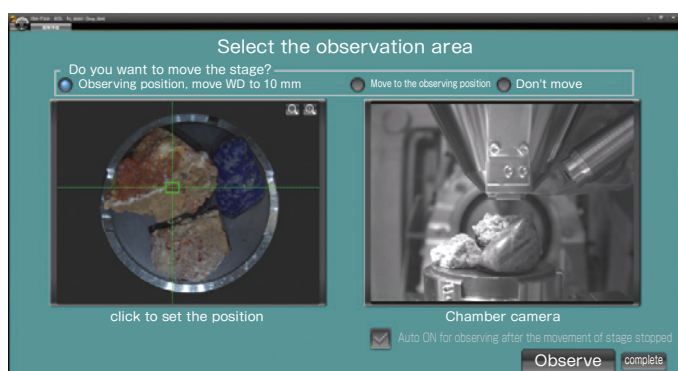 Select the observation area
Do you want to move the stage?
Observing position, move WD to 10 mm
Move to the observing position
Don't move
click to set the position
Chamber camera
Auto ON for observing after the movement of stage stopped
Observe
complete